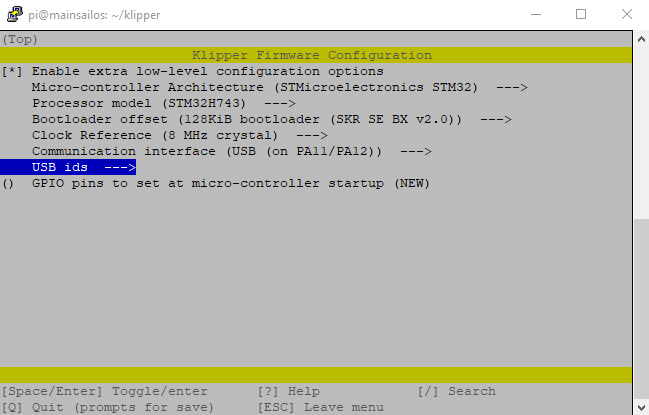 pi@mainsailos: ~/klipper
(Top)
Klipper Firmware Configuration
[*] Enable extra low-level configuration options
Micro-controller Architecture (STMicroelectronics STM32)  --->
Processor model (STM32H743)  --->
Bootloader offset (128KiB bootloader (SKR SE BX v2.0))  --->
Clock Reference (8 MHz crystal)  --->
Communication interface (USB (on PA11/PA12))  --->
USB ids  --->
()  GPIO pins to set at micro-controller startup (NEW)
[Space/Enter] Toggle/enter [?] Help [/] Search
[Q] Quit (prompts for save) [ESC] Leave menu